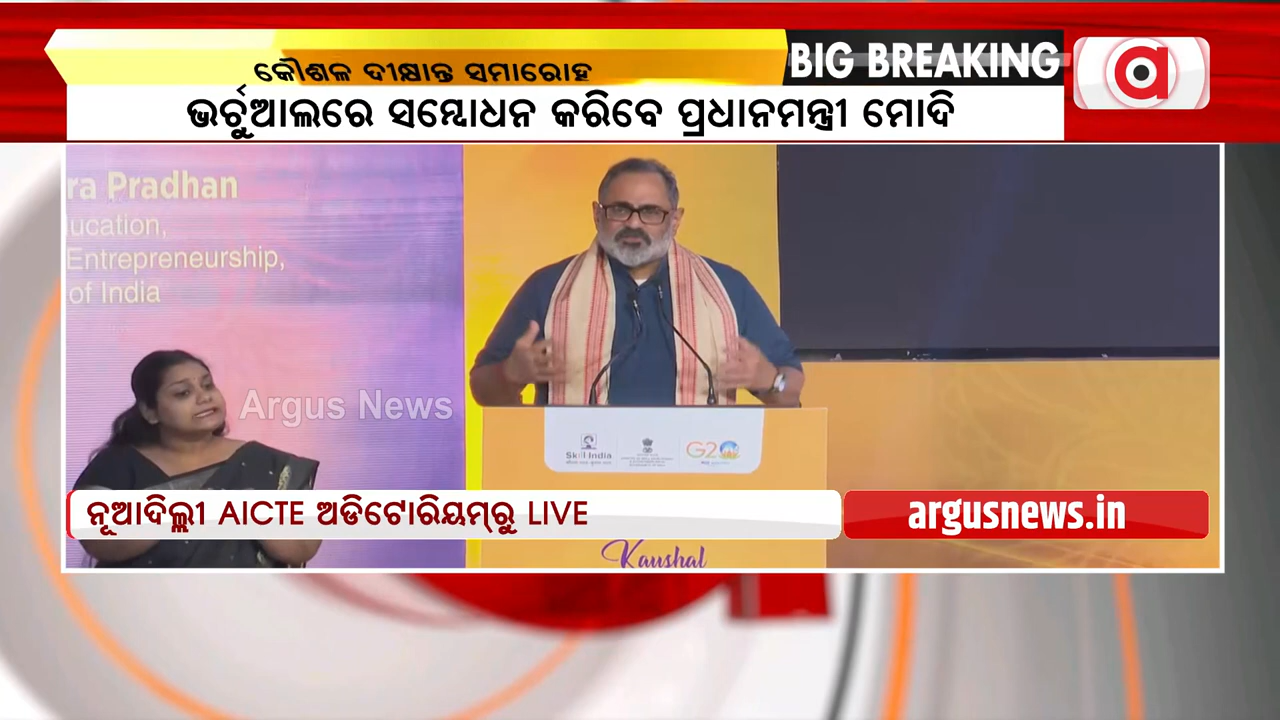 କୌଶଳ ଦୀକ୍ଷାନ୍ତ ସମାରୋହ
BIG BREAKING
ଭର୍ଚୁଆଲରେ ସମ୍ବୋଧନ କରିବେ ପ୍ରଧାନମନ୍ତ୍ରୀ ମୋଦି
ra Pradhan
ucation,
Entrepreneurship,
of India
Argus News
Skill India
G20
ନୂଆଦିଲ୍ଲୀ AICTE ଅଡିଟୋରିୟମ୍‌ରୁ LIVE
argusnews.in
Kaushal